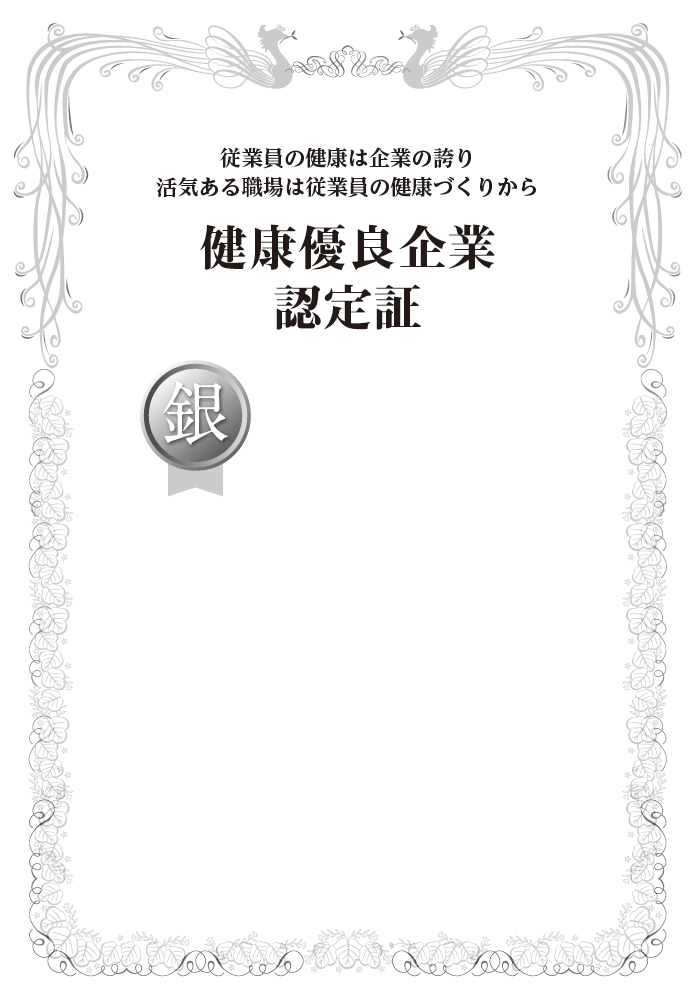 従業員の健康は企業の誇り
活気ある職場は従業員の健康づくりから
健康優良企業
認定証
銀